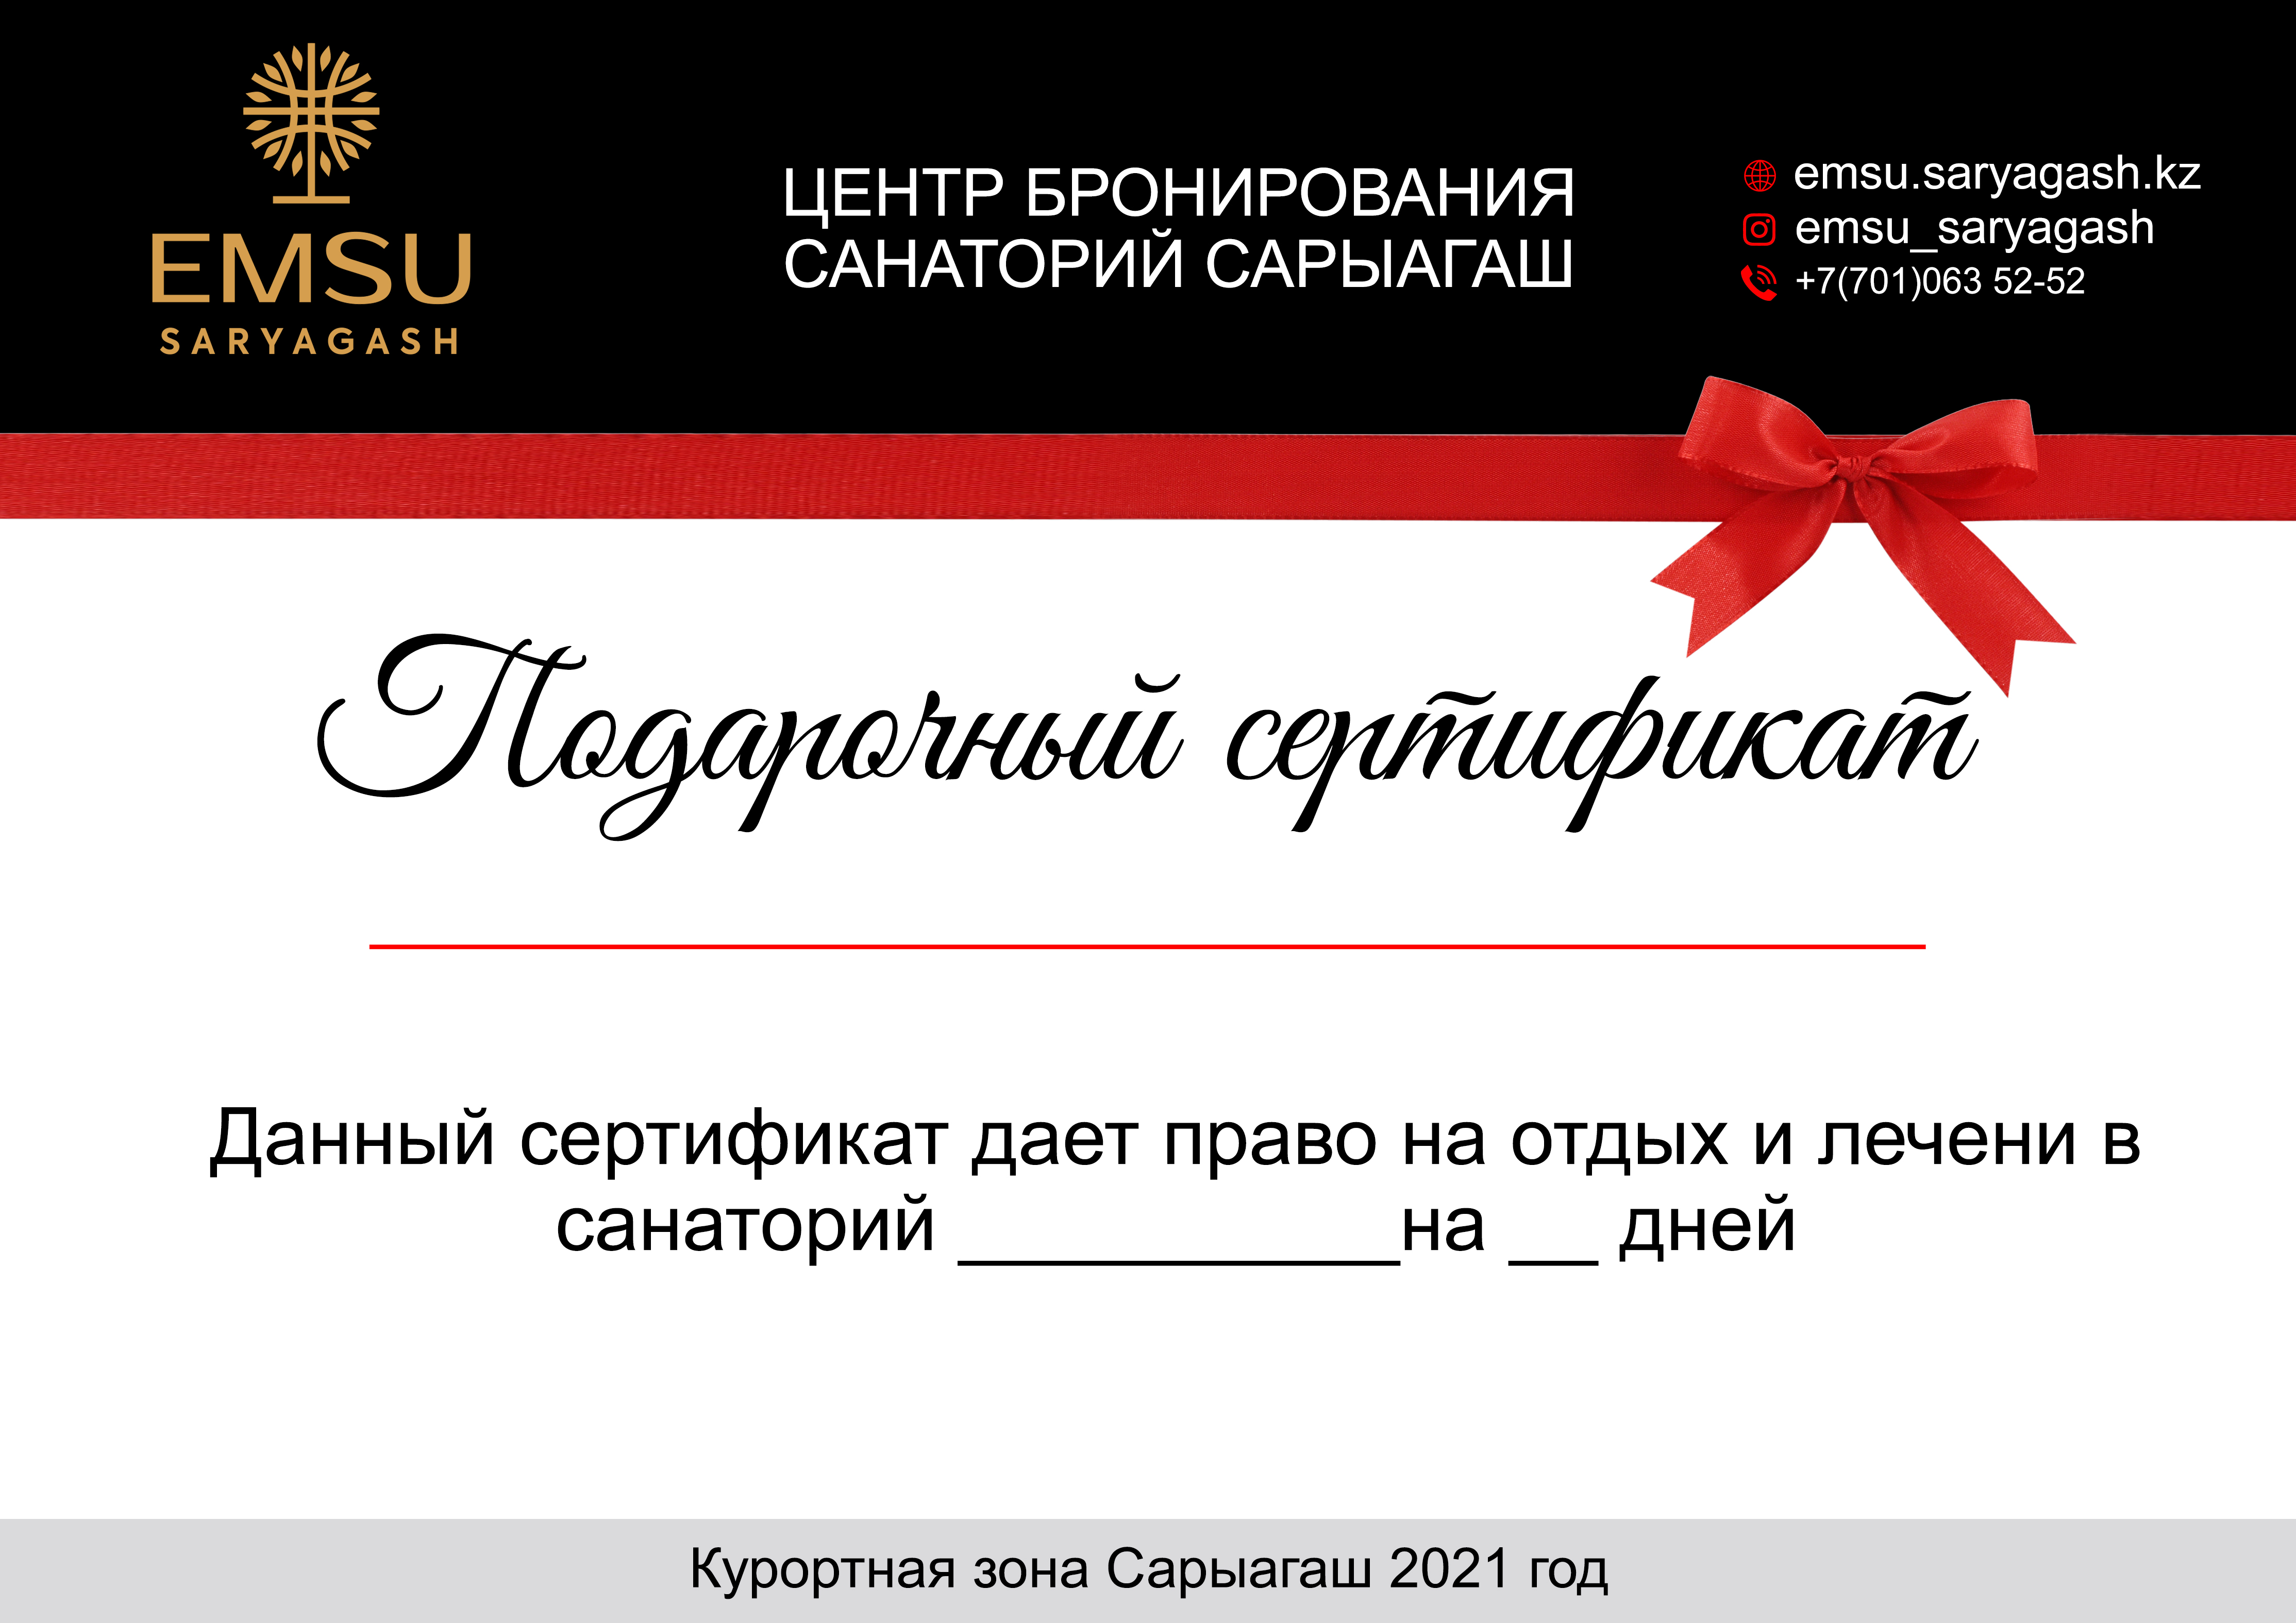 EMSU
SARYAGASH
ЦЕНТР БРОНИРОВАНИЯ
САНАТОРИЙ САРЫАГАШ
emsu.saryagash.kz
emsu_saryagash
+7(701)063 52-52
Подарочный сертификат
Данный сертификат дает право на отдых и лечени в
санаторий __________на __ дней
Курортная зона Сарыагаш 2021 год